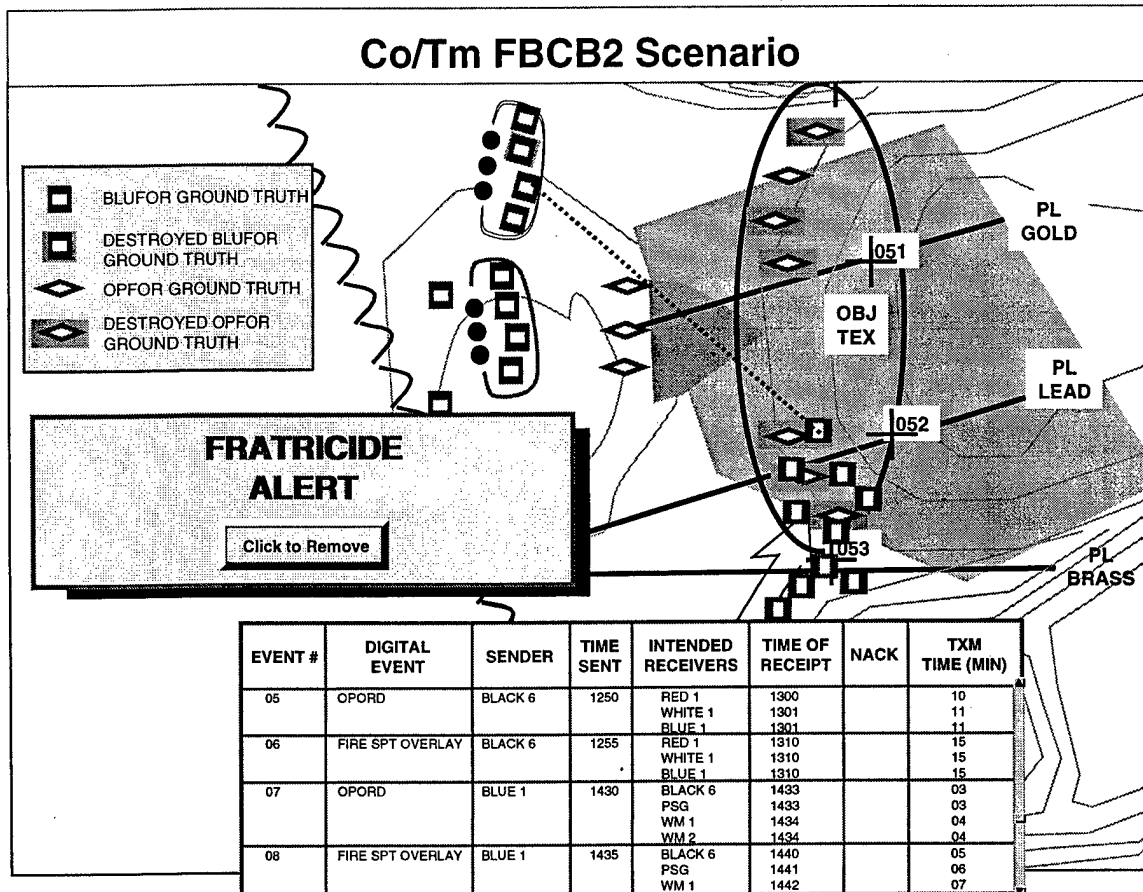 Co/Tm FBCB2 Scenario
BLUFOR GROUND TRUTH
DESTROYED BLUFOR
GROUND TRUTH
OPFOR GROUND TRUTH
DESTROYED OPFOR
GROUND TRUTH
PL
GOLD
051
OBJ
TEX
PL
LEAD
052
053
PL
BRASS
FRATRICIDE
ALERT
Click to Remove
EVENT # DIGITAL EVENT SENDER TIME SENT INTENDED RECEIVERS TIME OF RECEIPT NACK TXM TIME (MIN)
05 OPORD BLACK 6 1250 RED 1 1300 10
WHITE 1 1301 11
BLUE 1 1301 11
06 FIRE SPT OVERLAY BLACK 6 1255 RED 1 1310 15
WHITE 1 1310 15
BLUE 1 1310 15
07 OPORD BLUE 1 1430 BLACK 6 1433 03
PSG 1433 03
WM 1 1434 04
WM 2 1434 04
08 FIRE SPT OVERLAY BLUE 1 1435 BLACK 6 1440 05
PSG 1441 06
WM 1 1442 07